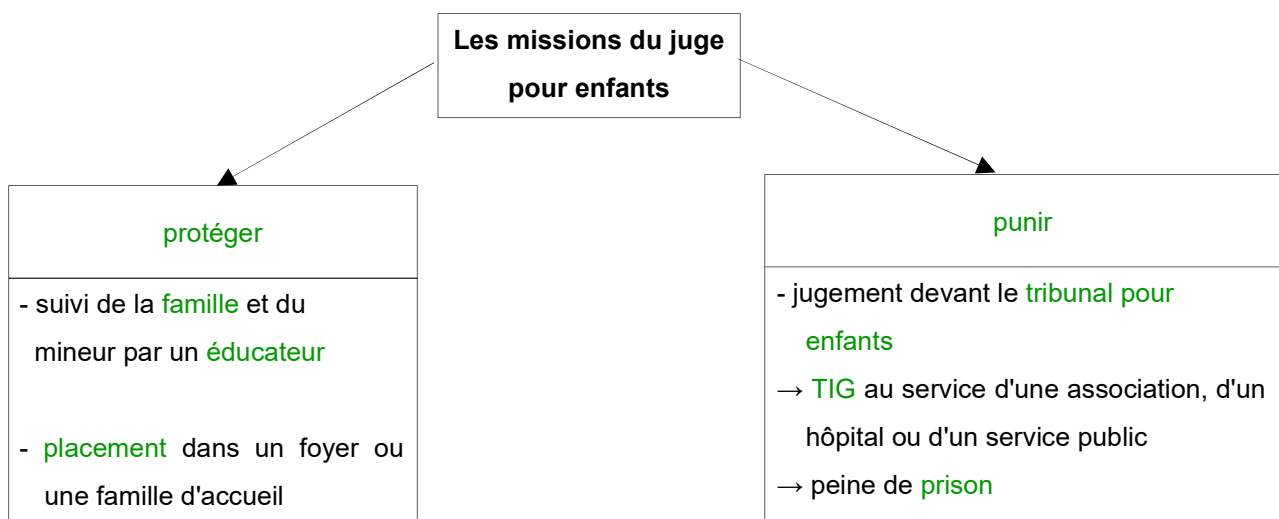 Les missions du juge
pour enfants
protéger
- suivi de la famille et du
mineur par un éducateur
- placement dans un foyer ou
une famille d'accueil
punir
- jugement devant le tribunal pour
enfants
→ TIG au service d'une association, d'un
hôpital ou d'un service public
→ peine de prison